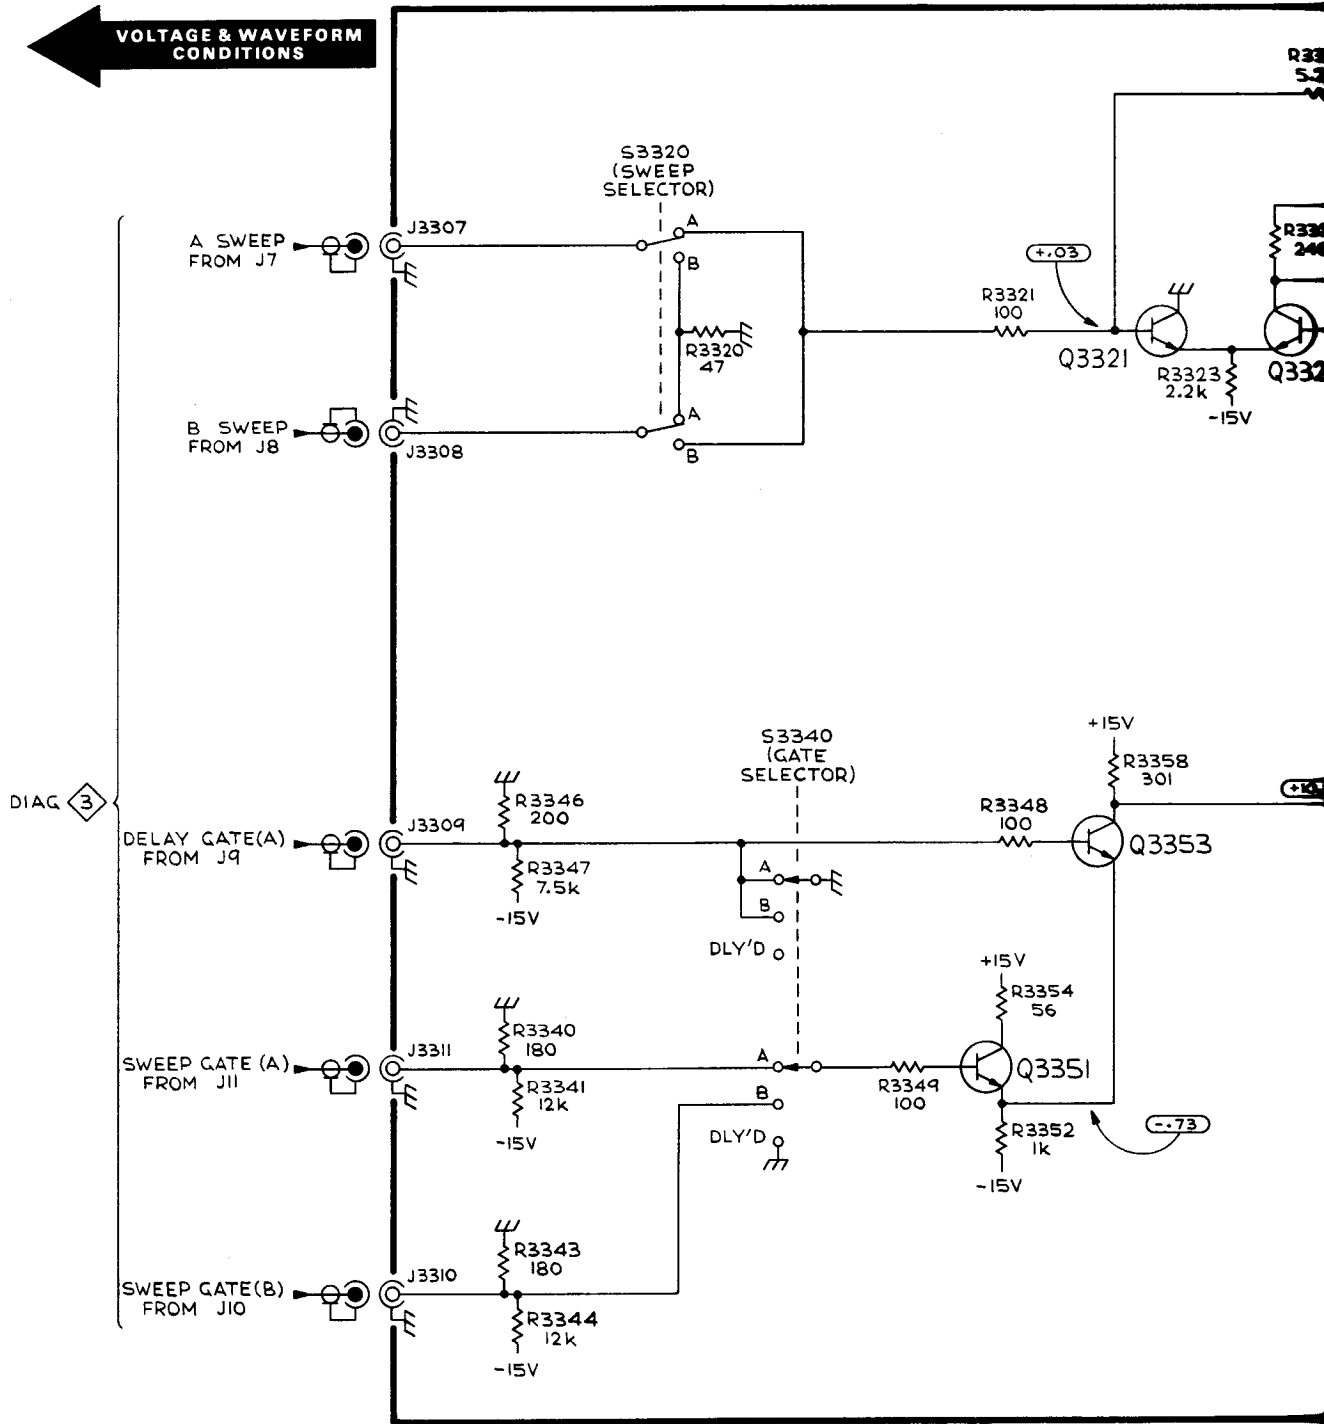 VOLTAGE & WAVEFORM
CONDITIONS
S3320
(SWEEP
SELECTOR)
J3307
A SWEEP
FROM J7
A
B
R3320
47
B SWEEP
FROM J8
J3308
A
B
+.03
R3321
100
Q3321
R3323
2.2k
-15V
DIAG 3
S3340
(GATE
SELECTOR)
+15V
R3358
301
R3346
200
J3309
DELAY GATE(A)
FROM J9
R3347
7.5k
-15V
A
B
DLY'D
R3348
100
Q3353
+15V
R3354
56
R3340
180
J3311
SWEEP GATE (A)
FROM J11
R3341
12k
-15V
A
B
DLY'D
R3349
100
Q3351
R3352
1k
-15V
-.73
R3343
180
J3310
SWEEP GATE(B)
FROM J10
R3344
12k
-15V